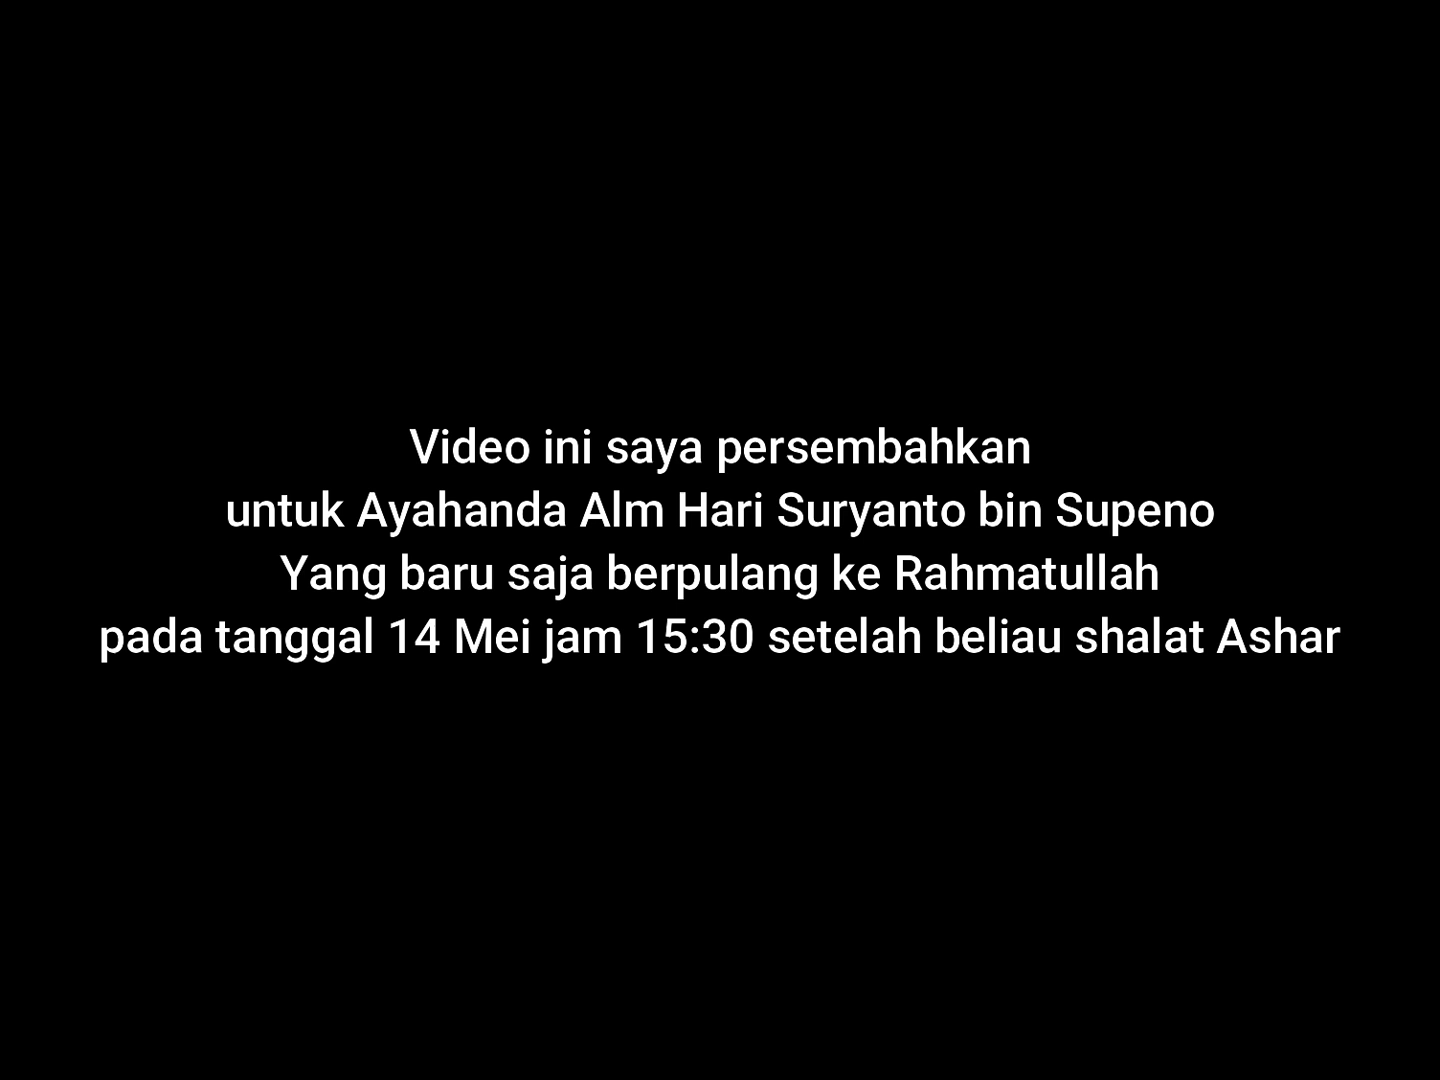 Video ini saya persembahkan
untuk Ayahanda Alm Hari Suryanto bin Supeno
Yang baru saja berpulang ke Rahmatullah
pada tanggal 14 Mei jam 15:30 setelah beliau shalat Ashar